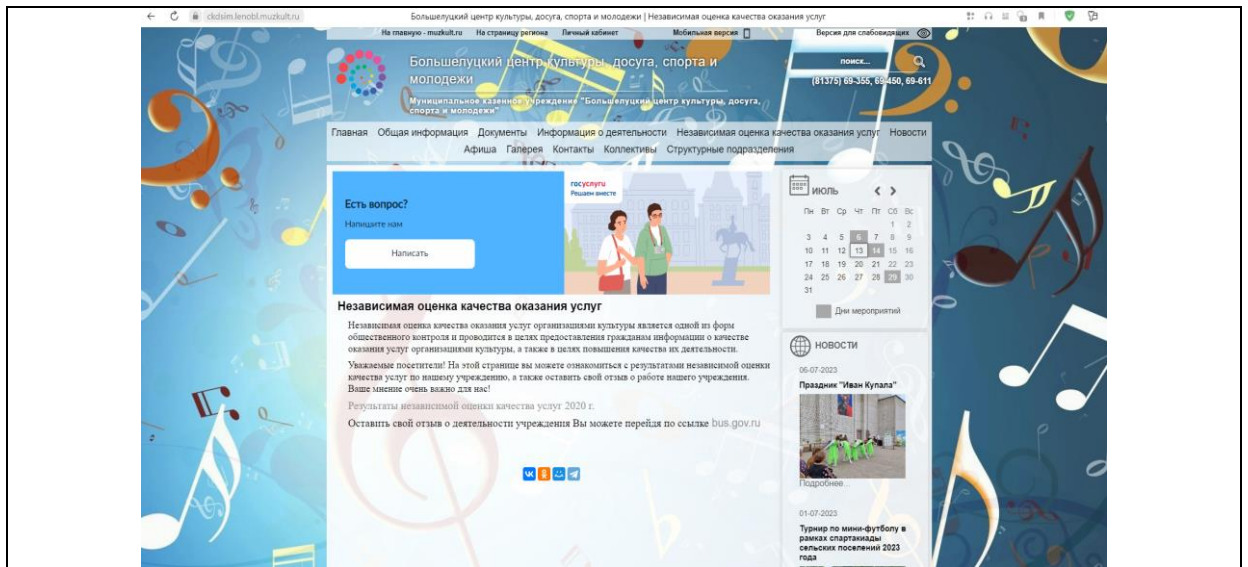 ckdsim.lenobl.muzkult.ru
Большелуцкий центр культуры, досуга, спорта и молодежи | Независимая оценка качества оказания услуг
На главную - muzkult.ru На страницу региона Личный кабинет Мобильная версия Версия для слабовидящих
Большелуцкий центр культуры, досуга, спорта и
молодежи
поиск...
(81375) 69-355, 69-450, 69-611
Муниципальное казенное учреждение "Большелуцкий центр культуры, досуга,
спорта и молодежи"
Главная Общая информация Документы Информация о деятельности Независимая оценка качества оказания услуг Новости
Афиша Галерея Контакты Коллективы Структурные подразделения
Есть вопрос?
Напишите нам
Написать
госуслуги
Решаем вместе
Независимая оценка качества оказания услуг
Независимая оценка качества оказания услуг организациями культуры является одной из форм
общественного контроля и проводится в целях предоставления гражданам информации о качестве
оказания услуг организациями культуры, а также в целях повышения качества их деятельности.
Уважаемые посетители! На этой странице вы можете ознакомиться с результатами независимой оценки
качества услуг по нашему учреждению, а также оставить свой отзыв о работе нашего учреждения.
Ваше мнение очень важно для нас!
Результаты независимой оценки качества услуг 2020 г.
Оставить свой отзыв о деятельности учреждения Вы можете перейдя по ссылке bus.gov.ru
июль
Пн Вт Ср Чт Пт Сб Вс
1 2
3 4 5 6 7 8 9
10 11 12 13 14 15 16
17 18 19 20 21 22 23
24 25 26 27 28 29 30
31
Дни мероприятий
новости
06-07-2023
Праздник "Иван Купала"
Подробнее...
01-07-2023
Турнир по мини-футболу в
рамках спартакиады
сельских поселений 2023
года